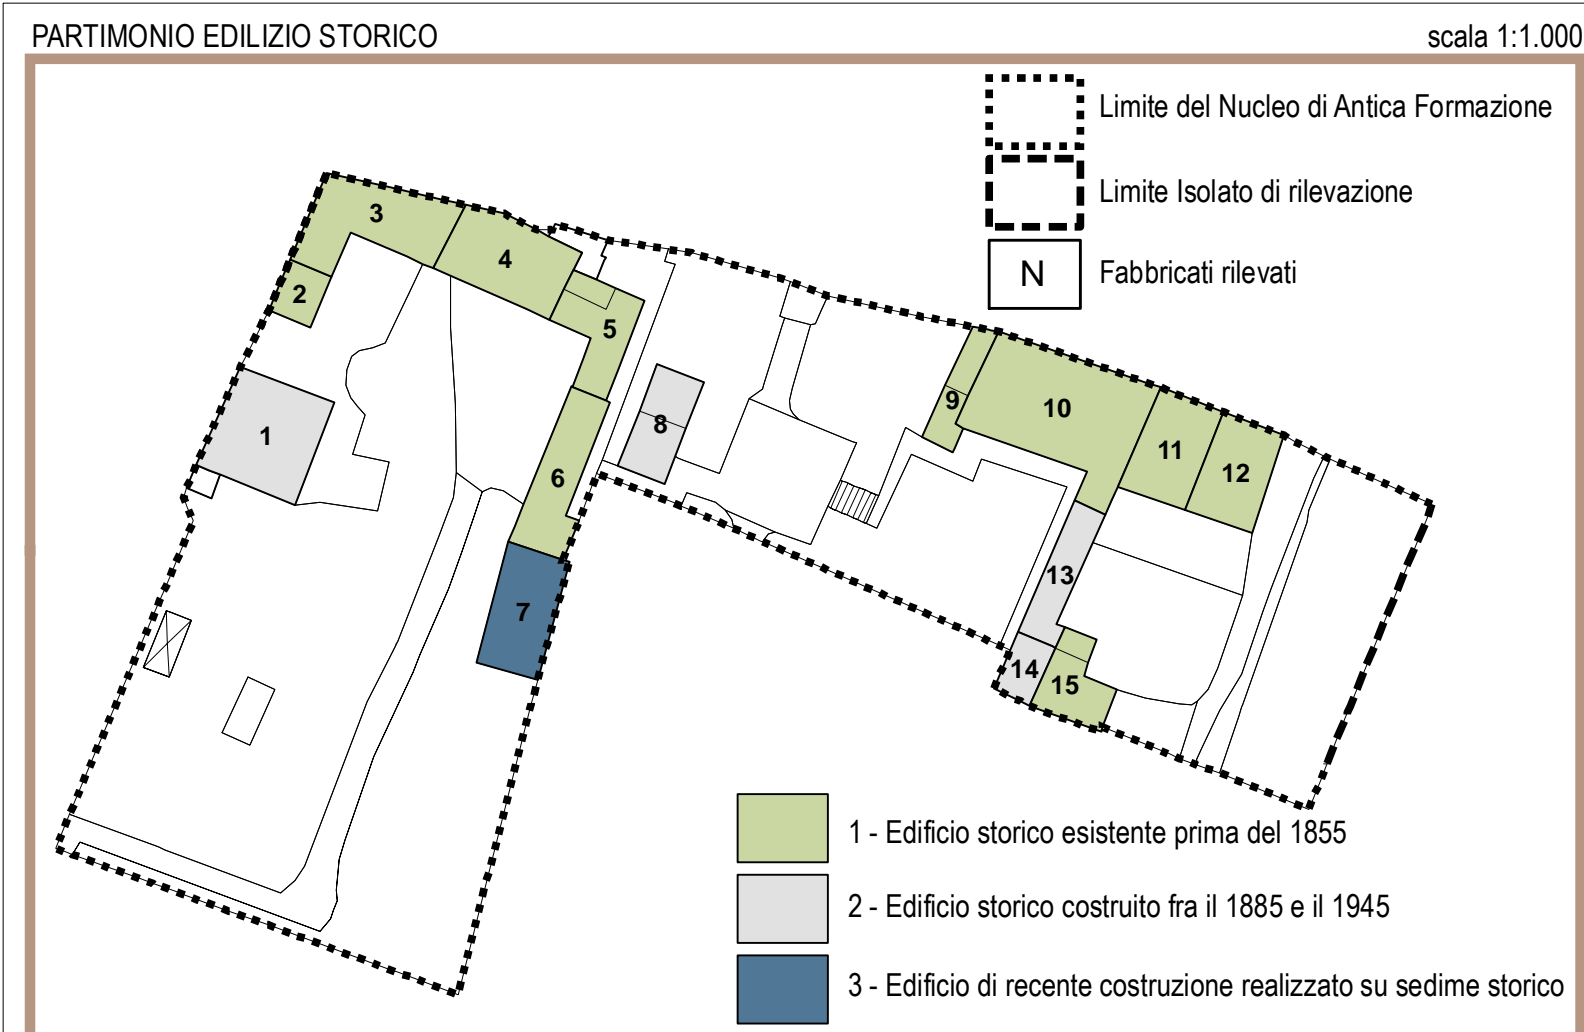 PARTIMONIO EDILIZIO STORICO
scala 1:1.000
Limite del Nucleo di Antica Formazione
Limite Isolato di rilevazione
N
Fabbricati rilevati
3
4
2
5
1
6
7
8
9
10
11
12
13
14
15
1 - Edificio storico esistente prima del 1855
2 - Edificio storico costruito fra il 1885 e il 1945
3 - Edificio di recente costruzione realizzato su sedime storico